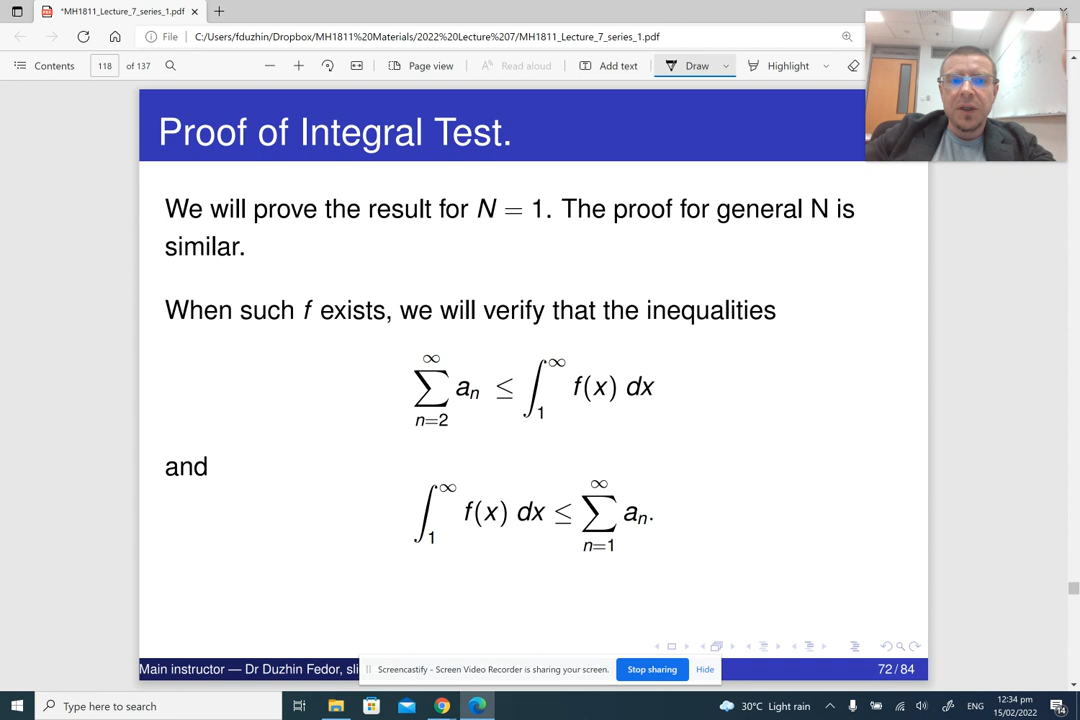 *MH1811_Lecture_7_series_1.pdf
File
C:/Users/fduzhin/Dropbox/MH1811%20Materials/2022%20Lecture%207/MH1811_Lecture_7_series_1.pdf
Contents
118 of 137
Page view
Read aloud
Add text
Draw
Highlight
Proof of Integral Test.
We will prove the result for N = 1. The proof for general N is
similar.
When such f exists, we will verify that the inequalities
∑_{n=2}^{∞} a_n ≤ ∫_1^∞ f(x) dx
and
∫_1^∞ f(x) dx ≤ ∑_{n=1}^{∞} a_n.
Main instructor — Dr Duzhin Fedor, sli
72/84
Screencastify - Screen Video Recorder is sharing your screen.
Stop sharing
Hide
Type here to search
30°C Light rain
ENG
12:34 pm
15/02/2022
14